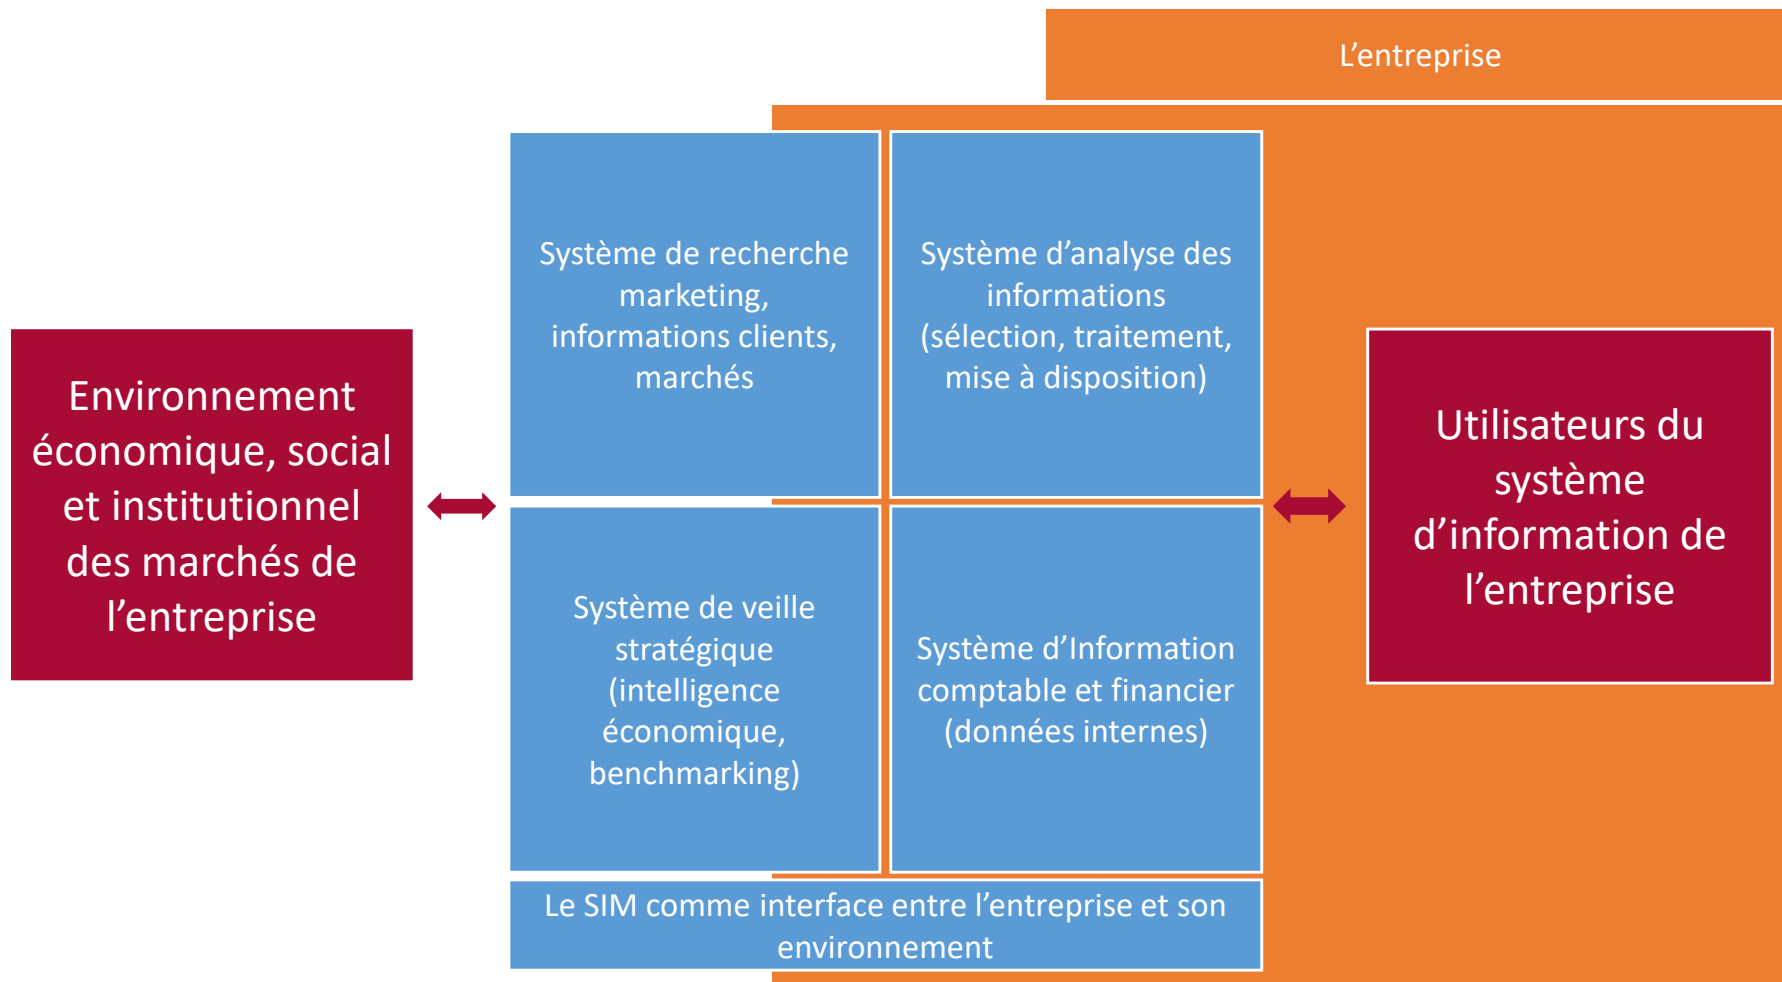 L’entreprise
Environnement
économique, social
et institutionnel
des marchés de
l’entreprise
Système de recherche
marketing,
informations clients,
marchés
Système d’analyse des
informations
(sélection, traitement,
mise à disposition)
Système de veille
stratégique
(intelligence
économique,
benchmarking)
Système d’Information
comptable et financier
(données internes)
Le SIM comme interface entre l’entreprise et son
environnement
Utilisateurs du
système
d’information de
l’entreprise